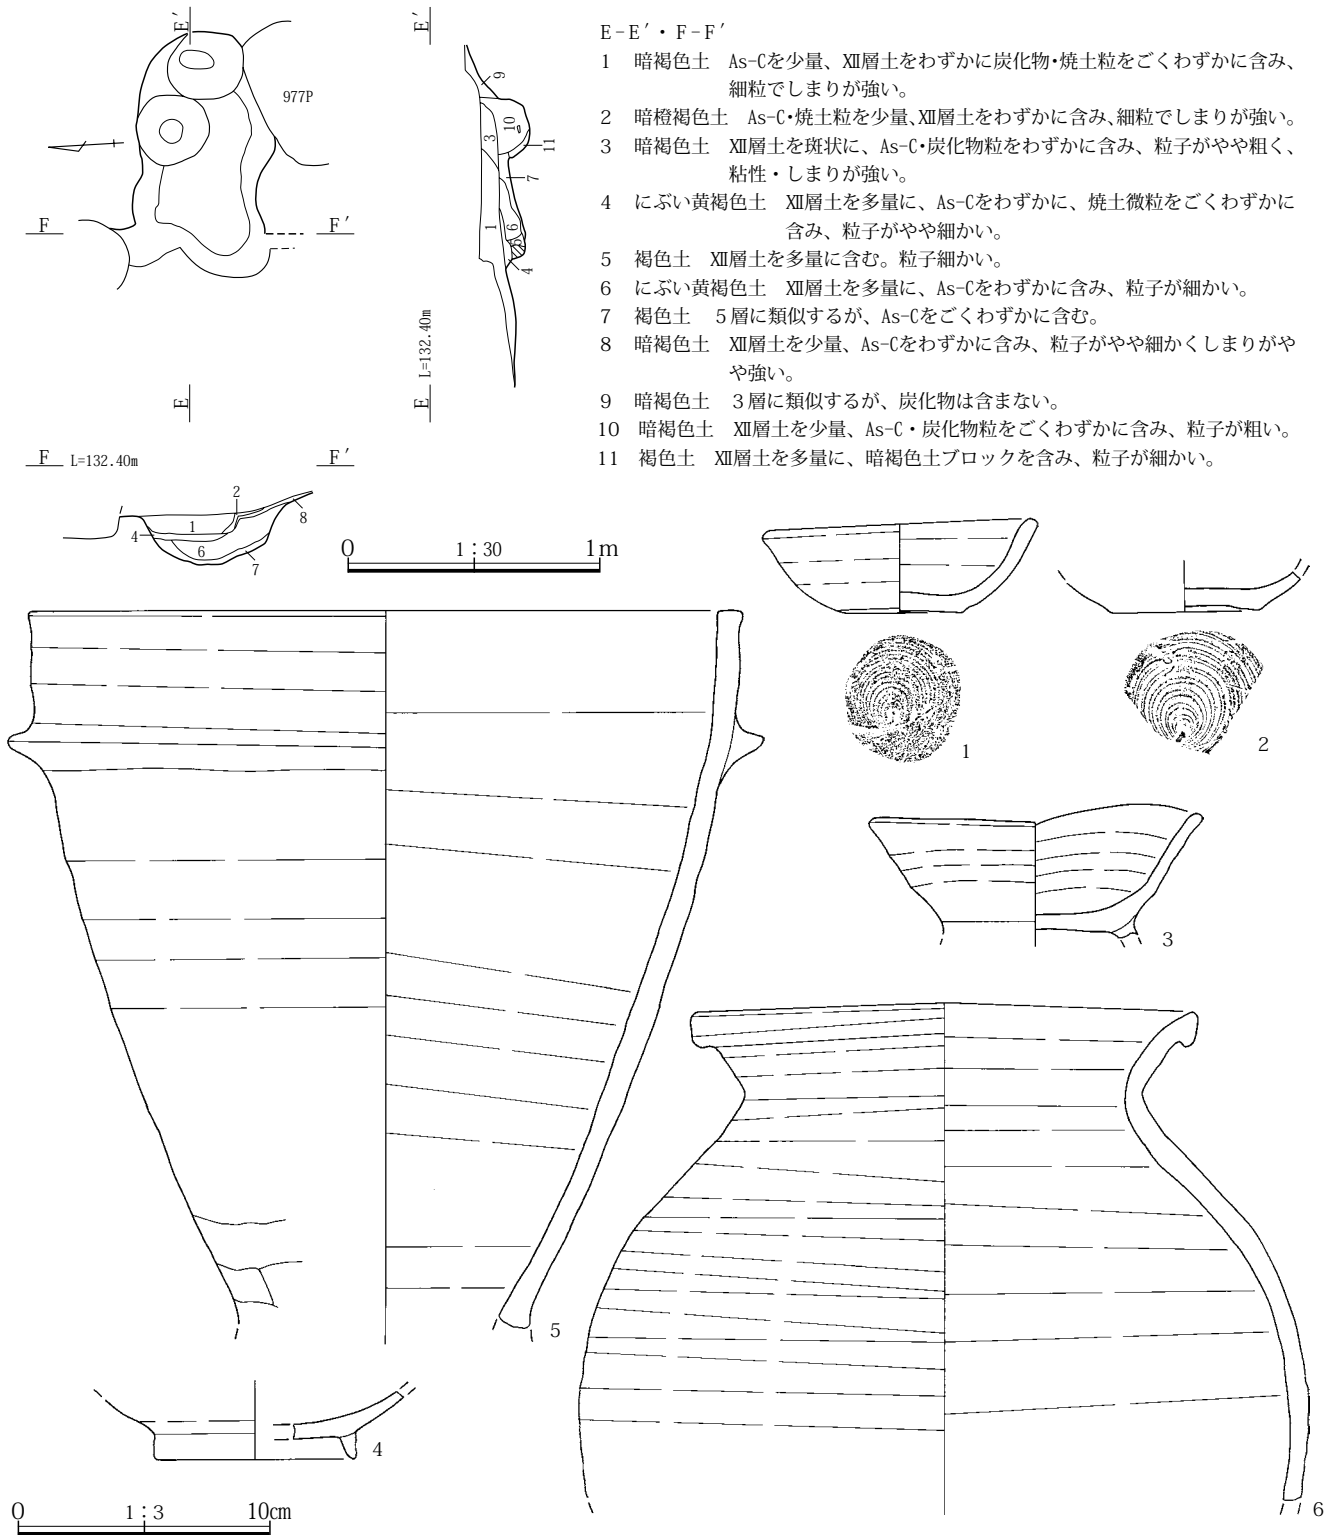 E-E′・F-F′
1 暗褐色土 As-Cを少量、Ⅻ層土をわずかに炭化物・焼土粒をごくわずかに含み、
細粒でしまりが強い。
2 暗橙褐色土 As-C・焼土粒を少量、Ⅻ層土をわずかに含み、細粒でしまりが強い。
3 暗褐色土 Ⅻ層土を斑状に、As-C・炭化物粒をわずかに含み、粒子がやや粗く、
粘性・しまりが強い。
4 にぶい黄褐色土 Ⅻ層土を多量に、As-Cをわずかに、焼土微粒をごくわずかに
含み、粒子がやや細かい。
5 褐色土 Ⅻ層土を多量に含む。粒子細かい。
6 にぶい黄褐色土 Ⅻ層土を多量に、As-Cをわずかに含み、粒子が細かい。
7 褐色土 5層に類似するが、As-Cをごくわずかに含む。
8 暗褐色土 Ⅻ層土を少量、As-Cをわずかに含み、粒子がやや細かくしまりがや
や強い。
9 暗褐色土 3層に類似するが、炭化物は含まない。
10 暗褐色土 Ⅻ層土を少量、As-C・炭化物粒をごくわずかに含み、粒子が粗い。
11 褐色土 Ⅻ層土を多量に、暗褐色土ブロックを含み、粒子が細かい。
E′
977P
F
F′
E
E′
9
10
3
11
7
1
6
5
4
L=132.40m
E
F L=132.40m
F′
2
1
8
4
6
7
0
1:30
1m
1
2
3
5
4
6
0
1:3
10cm